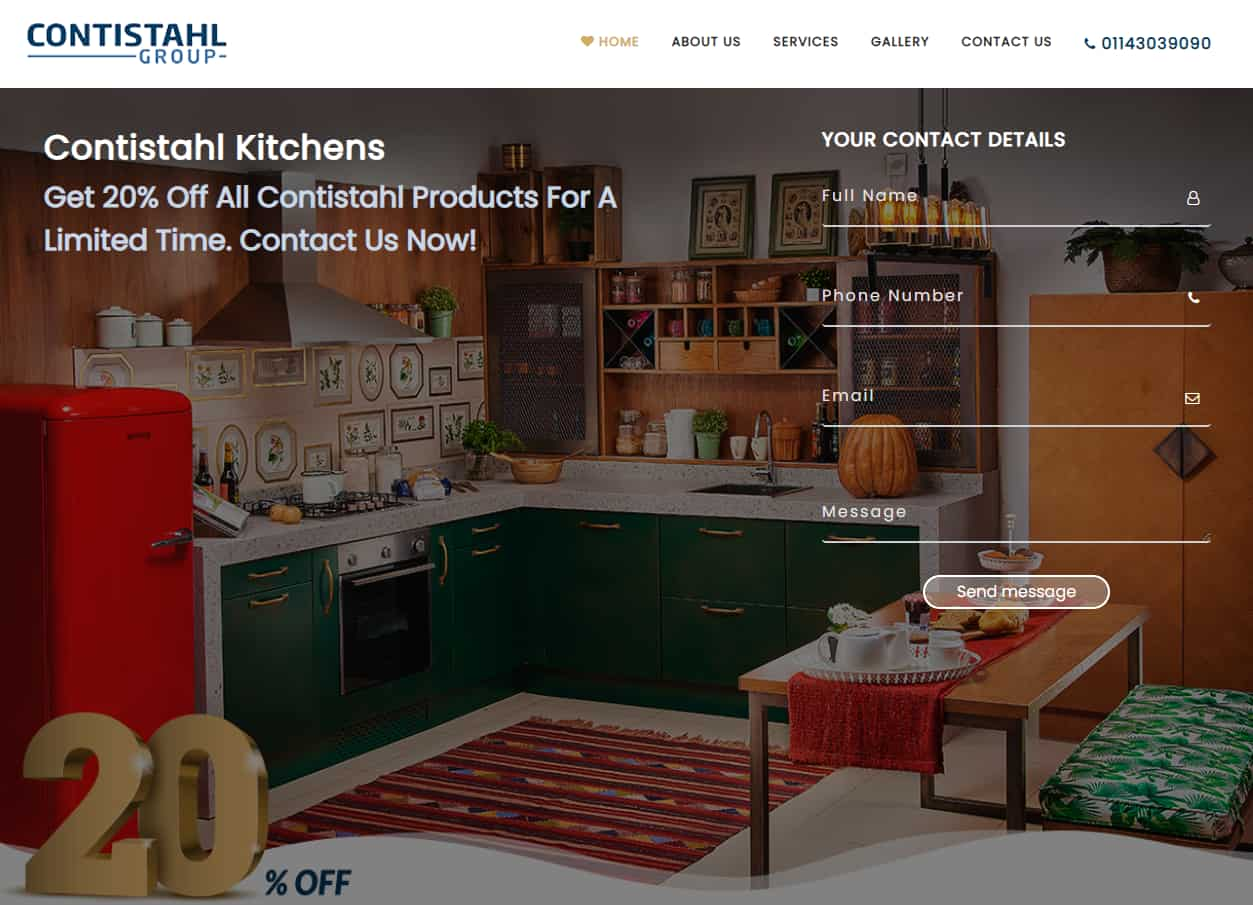 CONTISTAHL
GROUP
HOME
ABOUT US
SERVICES
GALLERY
CONTACT US
01143039090
Contistahl Kitchens
Get 20% Off All Contistahl Products For A
Limited Time. Contact Us Now!
YOUR CONTACT DETAILS
Full Name
Phone Number
Email
Message
Send message
20
% OFF